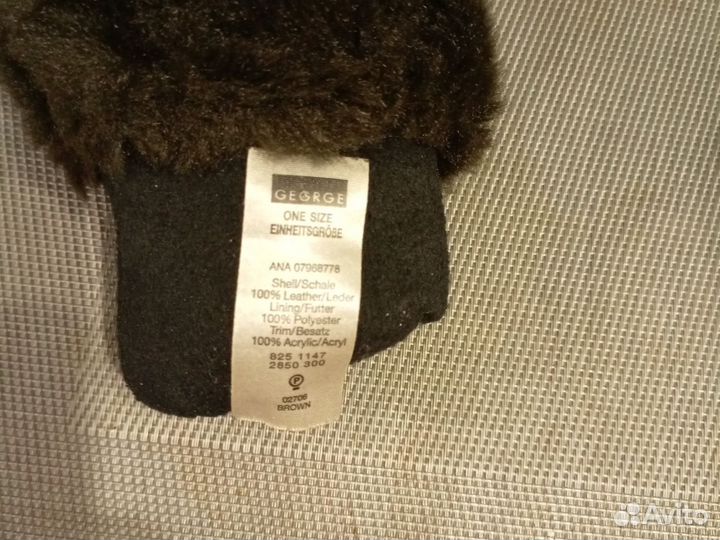 GEORGE
ONE SIZE
EINHEITSGRÖßE
ANA 07968778
Shell/Schale
100% Leather/Leder
Lining/Futter
100% Polyester
Trim/Besatz
100% Acrylic/Acryl
825 1147
2850 300
P
02706
BROWN
Avito